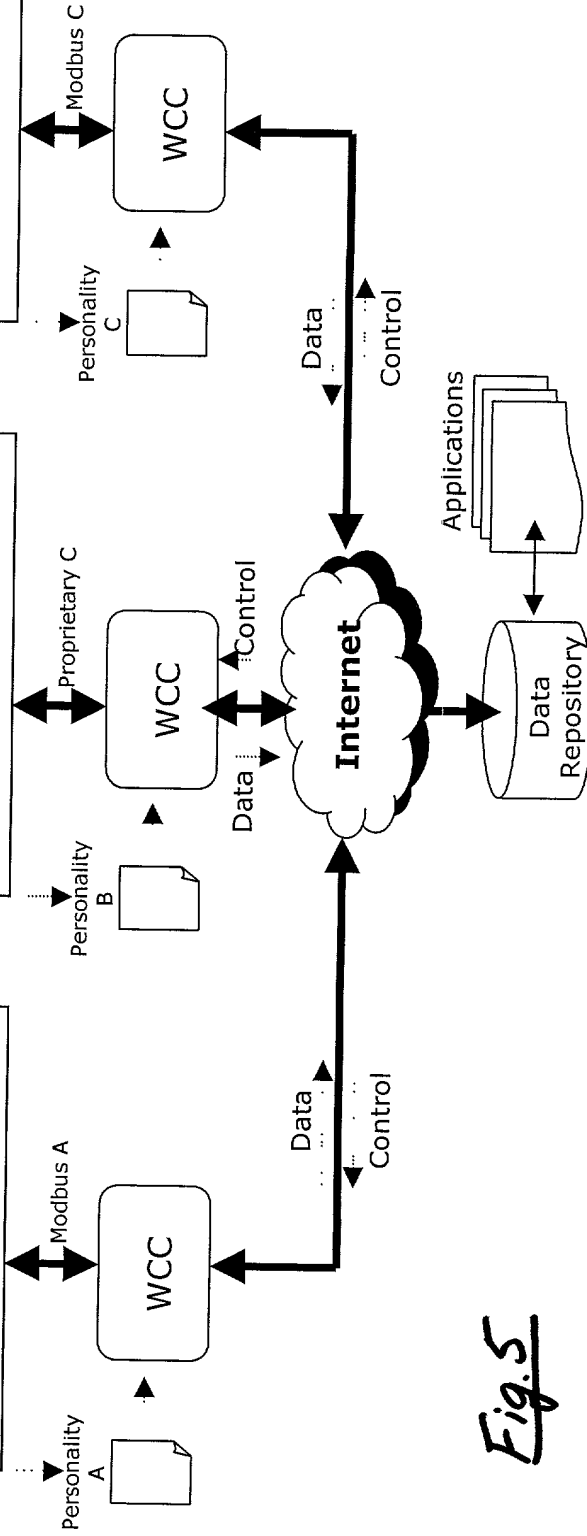 Modbus A
Proprietary C
Modbus C
Personality
A
WCC
Personality
B
WCC
Personality
C
WCC
Data
Control
Data
Control
Data
Control
Internet
Applications
Data
Repository
Fig. 5